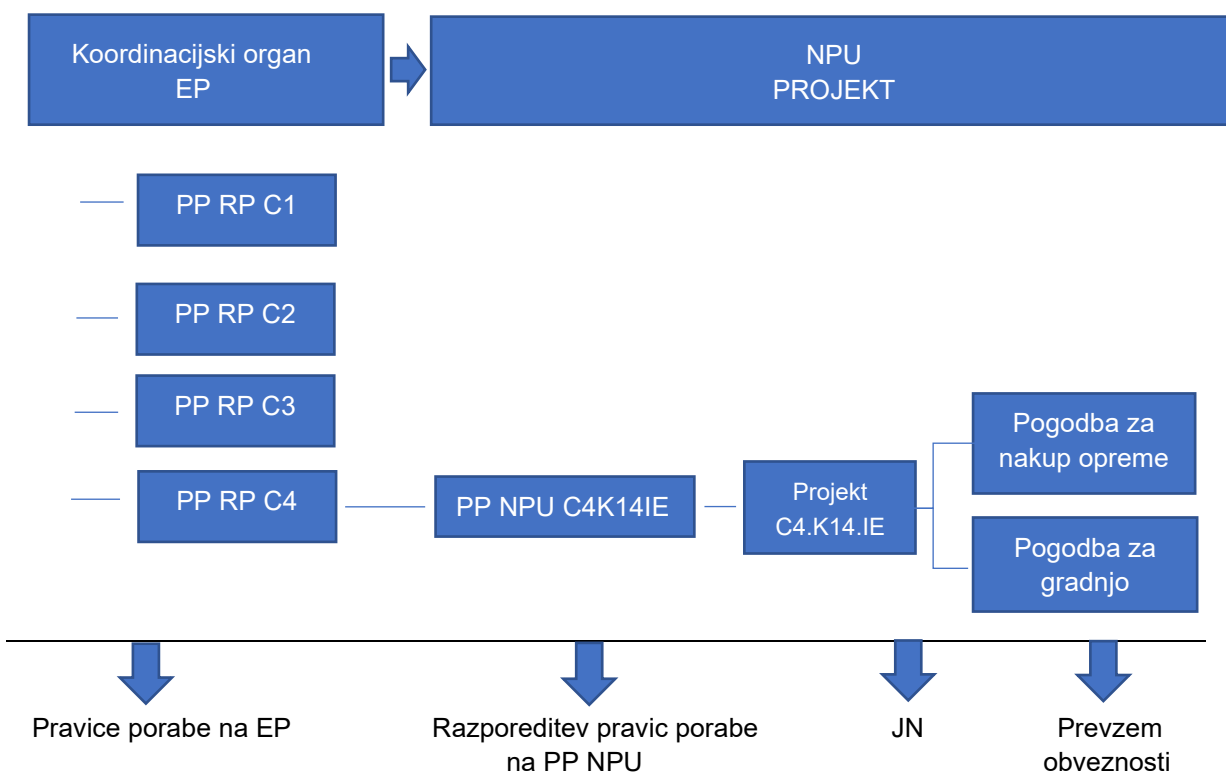 Koordinacijski organ
EP
NPU
PROJEKT
PP RP C1
PP RP C2
PP RP C3
PP RP C4
PP NPU C4K14IE
Projekt
C4.K14.IE
Pogodba za
nakup opreme
Pogodba za
gradnjo
Pravice porabe na EP
Razporeditev pravic porabe
na PP NPU
JN
Prevzem
obveznosti